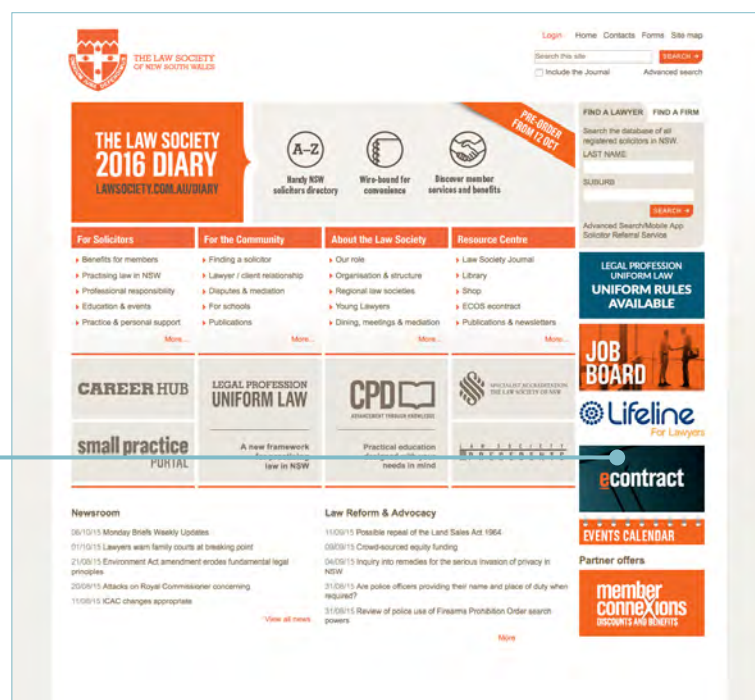 THE LAW SOCIETY
OF NEW SOUTH WALES
Login Home Contacts Forms Site map
Search this site
SEARCH
Include the Journal Advanced search
THE LAW SOCIETY
2016 DIARY
LAWSOCIETY.COM.AU/DIARY
A–Z
Handy NSW
solicitors directory
Wire-bound for
convenience
Discover member
services and benefits
PRE-ORDER
FROM 12 OCT
FIND A LAWYER FIND A FIRM
Search the database of all
registered solicitors in NSW.
LAST NAME
SUBURB
SEARCH
Advanced Search/Mobile App
Solicitor Referral Service
For Solicitors
Benefits for members
Practising law in NSW
Professional responsibility
Education & events
Practice & personal support
More...
For the Community
Finding a solicitor
Lawyer / client relationship
Disputes & mediation
For schools
Publications
More...
About the Law Society
Our role
Organisation & structure
Regional law societies
Young Lawyers
Dining, meetings & mediation
More...
Resource Centre
Law Society Journal
Library
Shop
ECOS econtract
Publications & newsletters
More...
LEGAL PROFESSION
UNIFORM LAW
UNIFORM RULES
AVAILABLE
JOB
BOARD
Lifeline
For Lawyers
econtract
EVENTS CALENDAR
Partner offers
member
conneXions
DISCOUNTS AND BENEFITS
CAREER HUB
LEGAL PROFESSION
UNIFORM LAW
CPD
ADVANCEMENT THROUGH KNOWLEDGE
SPECIALIST ACCREDITATION
THE LAW SOCIETY OF NSW
small practice
PORTAL
A new framework
for practising
law in NSW
Practical education
designed with your
needs in mind
LAW SOCIETY
Newsroom
06/10/15 Monday Briefs Weekly Updates
01/10/15 Lawyers warn family courts at breaking point
21/08/15 Environment Act amendment erodes fundamental legal
principles
20/08/15 Attacks on Royal Commissioner concerning
11/08/15 ICAC changes appropriate
View all news
Law Reform & Advocacy
11/09/15 Possible repeal of the Land Sales Act 1964
09/09/15 Crowd-sourced equity funding
04/09/15 Inquiry into remedies for the serious invasion of privacy in
NSW
31/08/15 Are police officers providing their name and place of duty when
required?
31/08/15 Review of police use of Firearms Prohibition Order search
powers
More